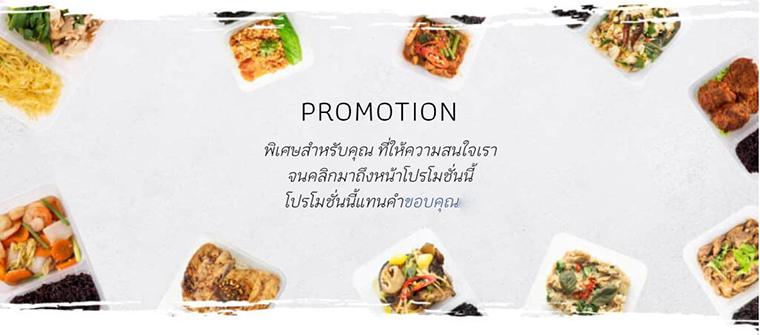 PROMOTION
พิเศษสำหรับคุณ ที่ให้ความสนใจเรา
จนคลิกมาถึงหน้าโปรโมชั่นนี้
โปรโมชั่นนี้แทนคำขอบคุณ